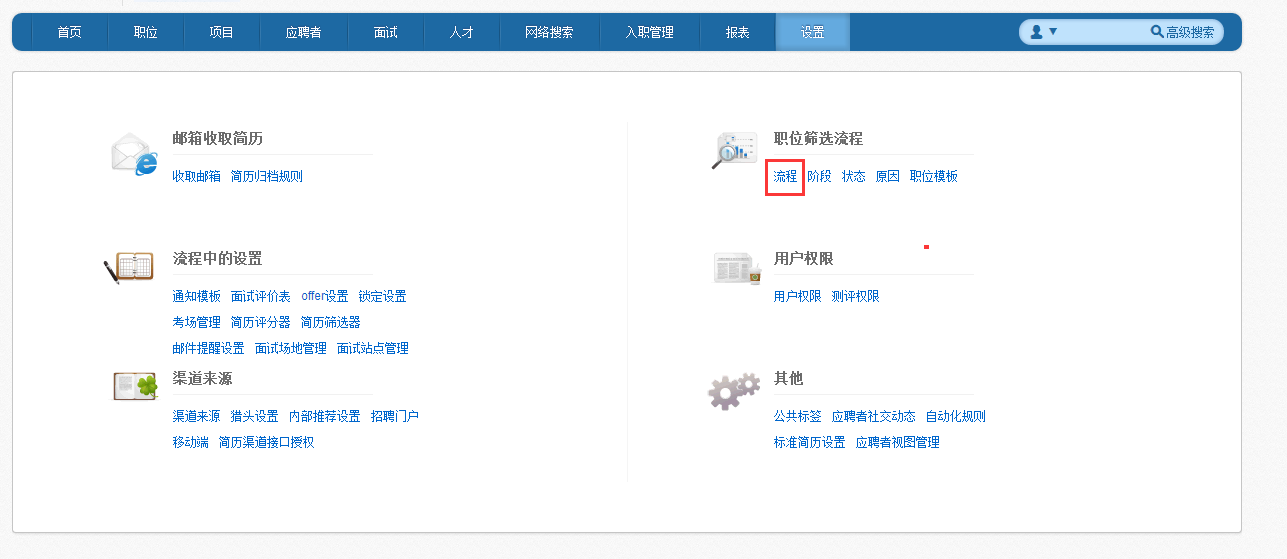 首页 职位 项目 应聘者 面试 人才 网络搜索 入职管理 报表 设置 高级搜索
邮箱收取简历
收取邮箱 简历归档规则
职位筛选流程
流程 阶段 状态 原因 职位模板
流程中的设置
通知模板 面试评价表 offer设置 锁定设置
考场管理 简历评分器 简历筛选器
邮件提醒设置 面试场地管理 面试站点管理
用户权限
用户权限 测评权限
渠道来源
渠道来源 猎头设置 内部推荐设置 招聘门户
移动端 简历渠道接口授权
其他
公共标签 应聘者社交动态 自动化规则
标准简历设置 应聘者视图管理